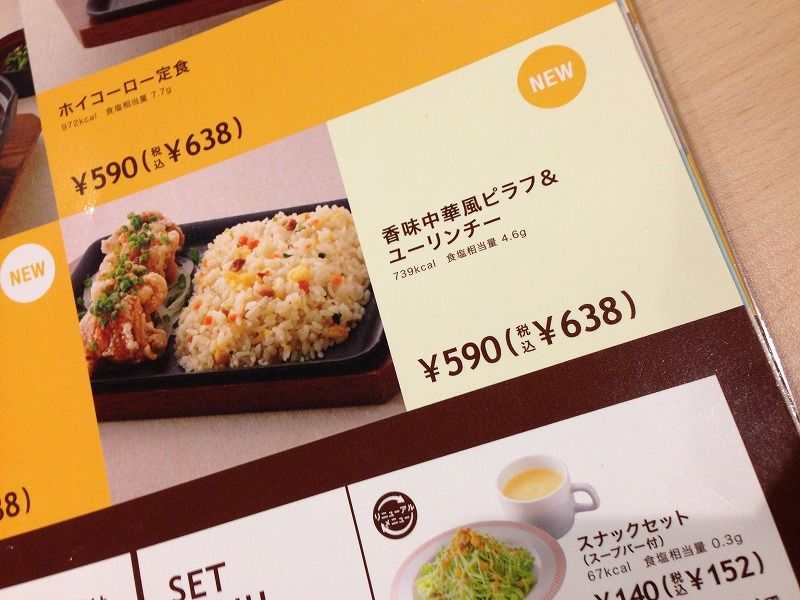 ホイコーロー定食
972kcal 食塩相当量 7.7g
¥590(税込¥638)
NEW
香味中華風ピラフ&
ユーリンチー
739kcal 食塩相当量 4.6g
¥590(税込¥638)
NEW
38)
リニューアル
メニュー
スナックセット
(スープバー付)
67kcal 食塩相当量 0.3g
¥140(税込¥152)
SET